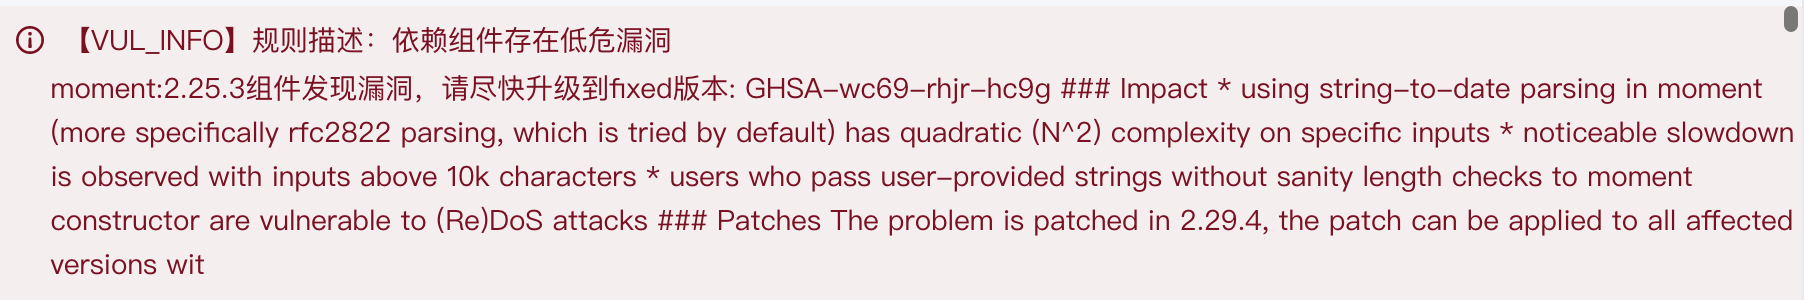 【VUL_INFO】规则描述：依赖组件存在低危漏洞
moment:2.25.3组件发现漏洞，请尽快升级到fixed版本: GHSA-wc69-rhjr-hc9g ### Impact * using string-to-date parsing in moment
(more specifically rfc2822 parsing, which is tried by default) has quadratic (N^2) complexity on specific inputs * noticeable slowdown
is observed with inputs above 10k characters * users who pass user-provided strings without sanity length checks to moment
constructor are vulnerable to (Re)DoS attacks ### Patches The problem is patched in 2.29.4, the patch can be applied to all affected
versions wit